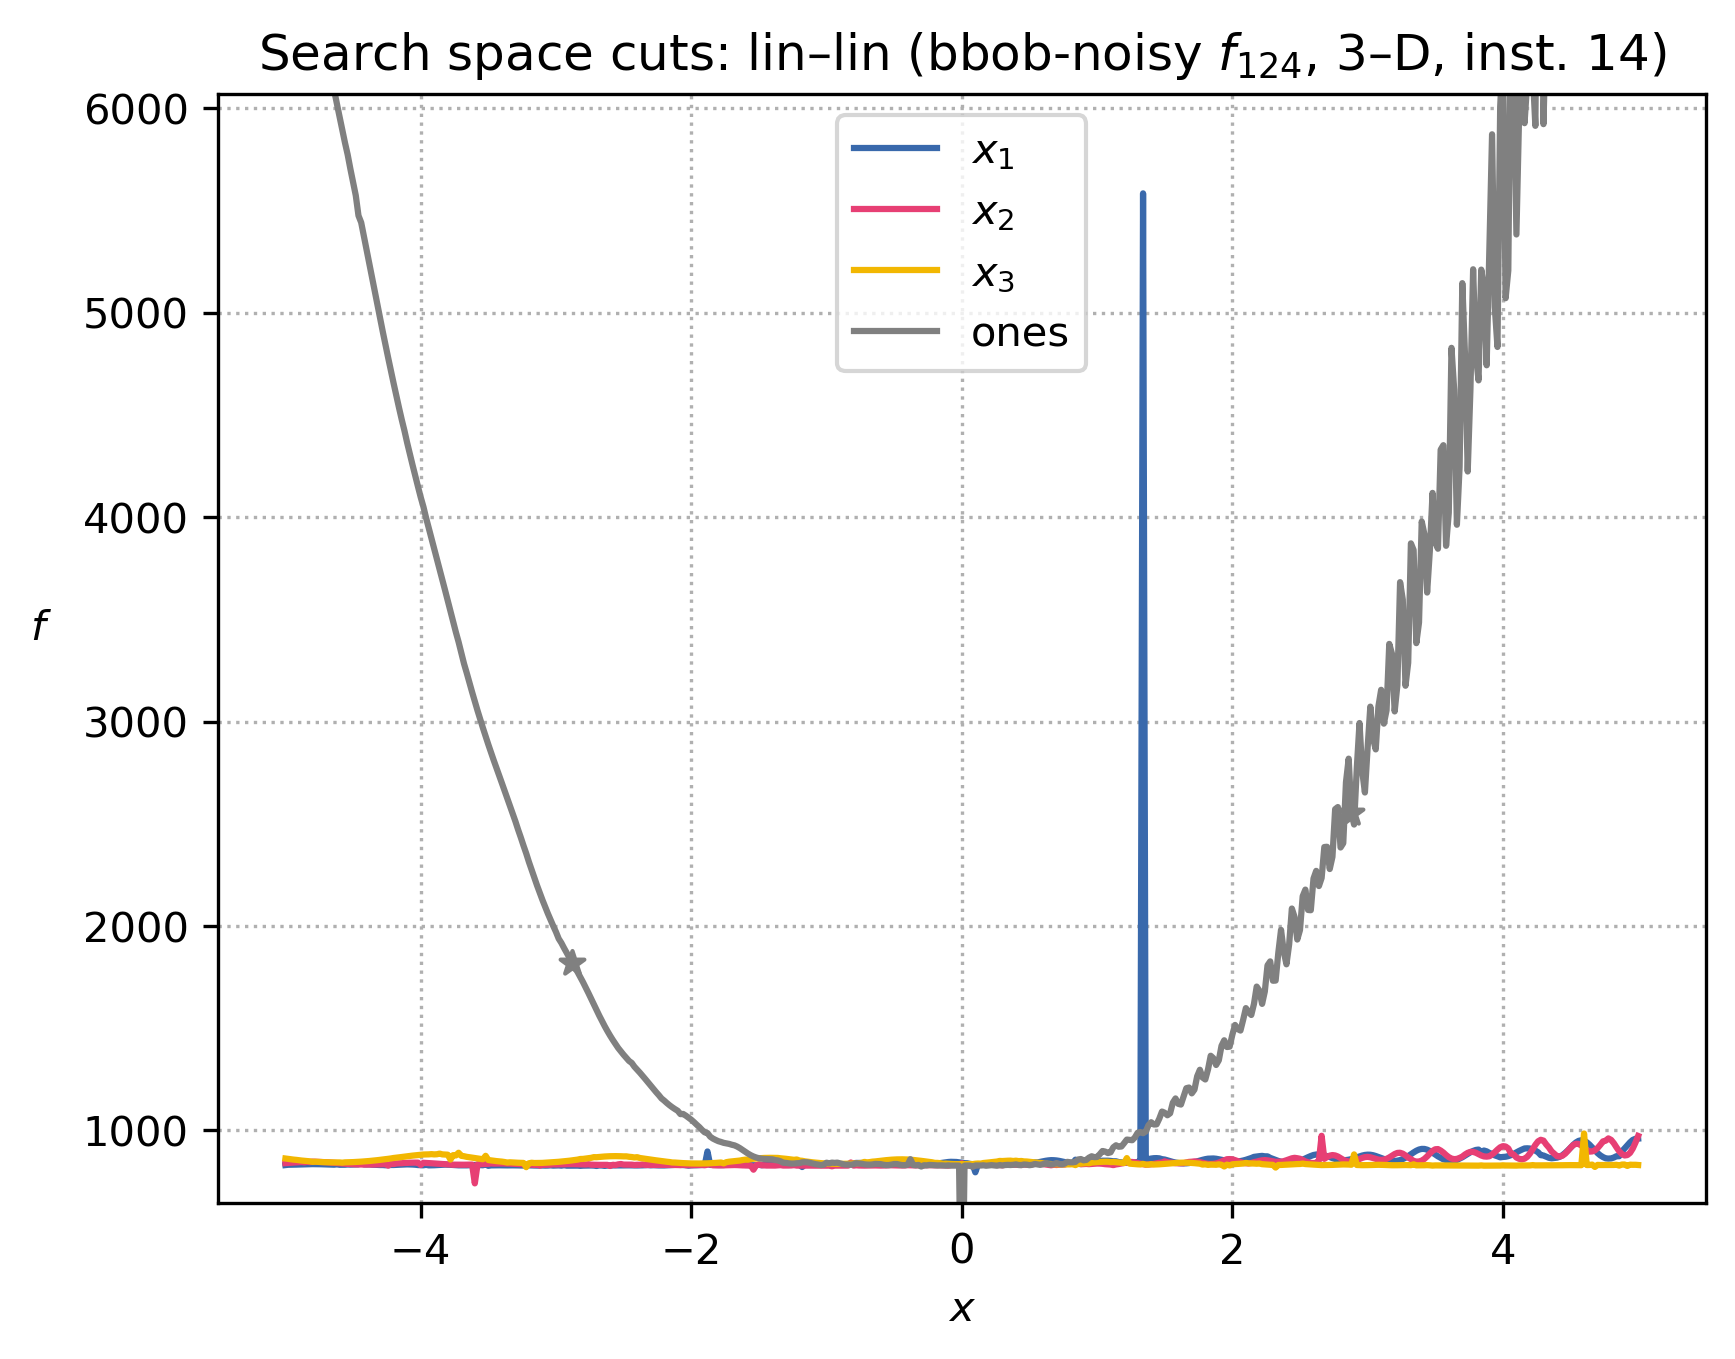 Search space cuts: lin–lin (bbob-noisy f₁₂₄, 3–D, inst. 14)
6000
5000
4000
3000
2000
1000
f
x₁
x₂
x₃
ones
−4
−2
0
2
4
x